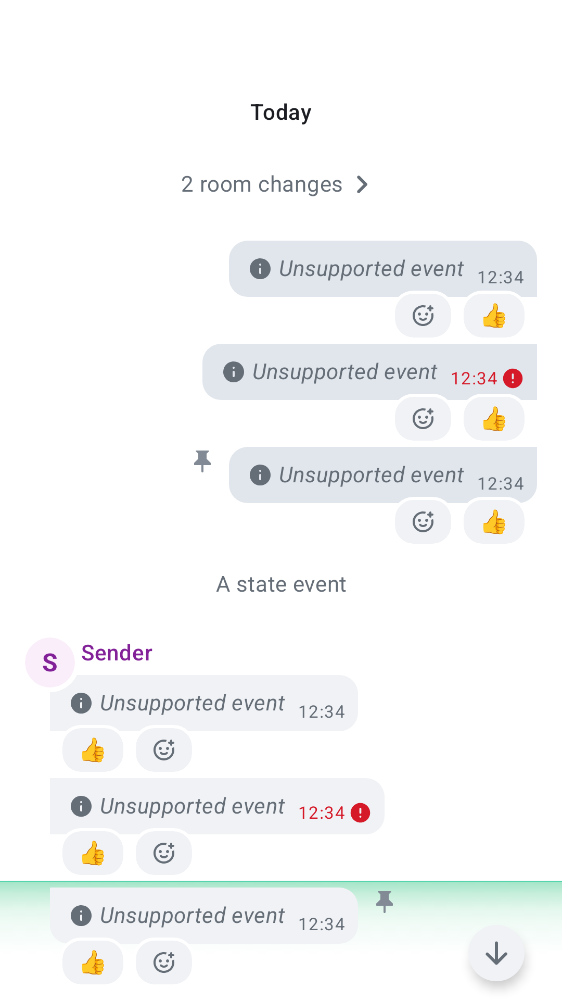 Today
2 room changes
Unsupported event 12:34
👍
Unsupported event 12:34
👍
Unsupported event 12:34
👍
A state event
S Sender
Unsupported event 12:34
👍
Unsupported event 12:34
👍
Unsupported event 12:34
👍